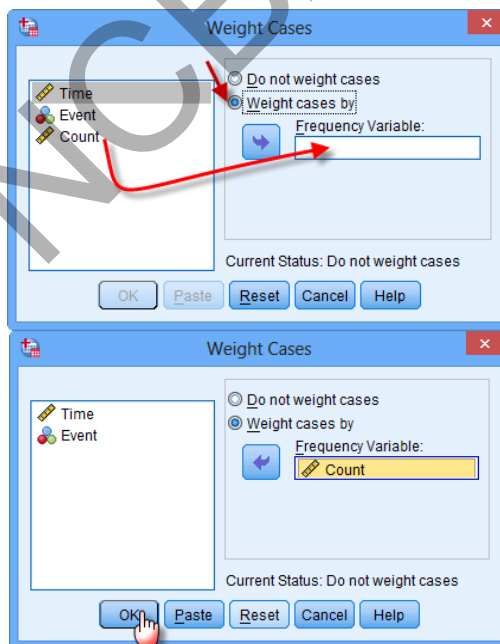 Weight Cases
Time
Event
Count
Do not weight cases
Weight cases by
Frequency Variable:
Current Status: Do not weight cases
OK Paste Reset Cancel Help
Weight Cases
Time
Event
Do not weight cases
Weight cases by
Frequency Variable:
Count
Current Status: Do not weight cases
OK Paste Reset Cancel Help